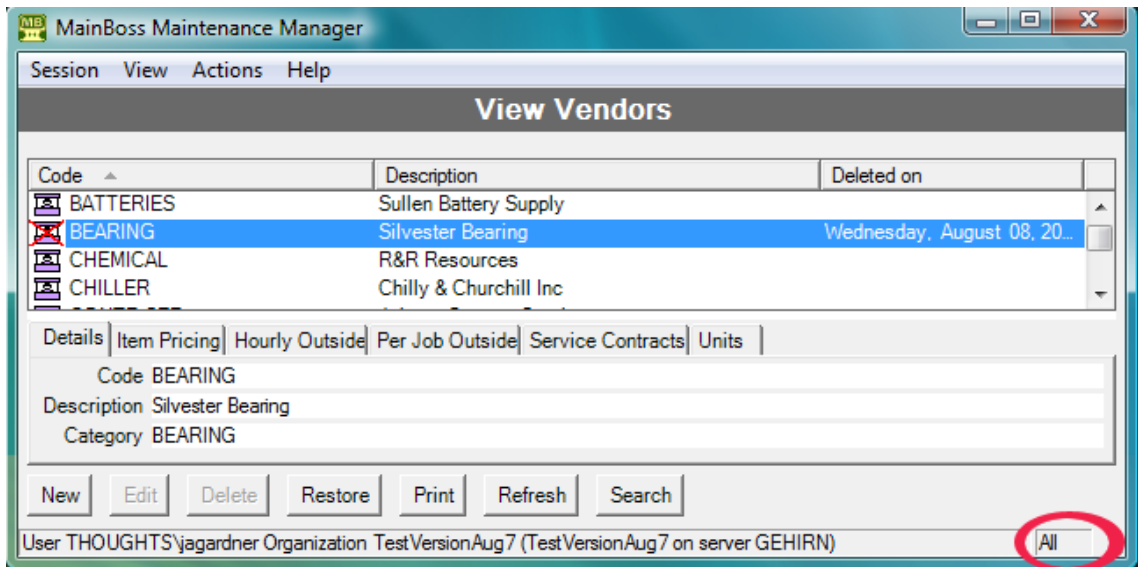 MB MainBoss Maintenance Manager
Session View Actions Help
View Vendors
Code Description Deleted on
BATTERIES Sullen Battery Supply
BEARING Silvester Bearing Wednesday, August 08, 20...
CHEMICAL R&R Resources
CHILLER Chilly & Churchill Inc
Details Item Pricing Hourly Outside Per Job Outside Service Contracts Units
Code BEARING
Description Silvester Bearing
Category BEARING
New Edit Delete Restore Print Refresh Search
User THOUGHTS\jagardner Organization TestVersionAug7 (TestVersionAug7 on server GEHIRN) All